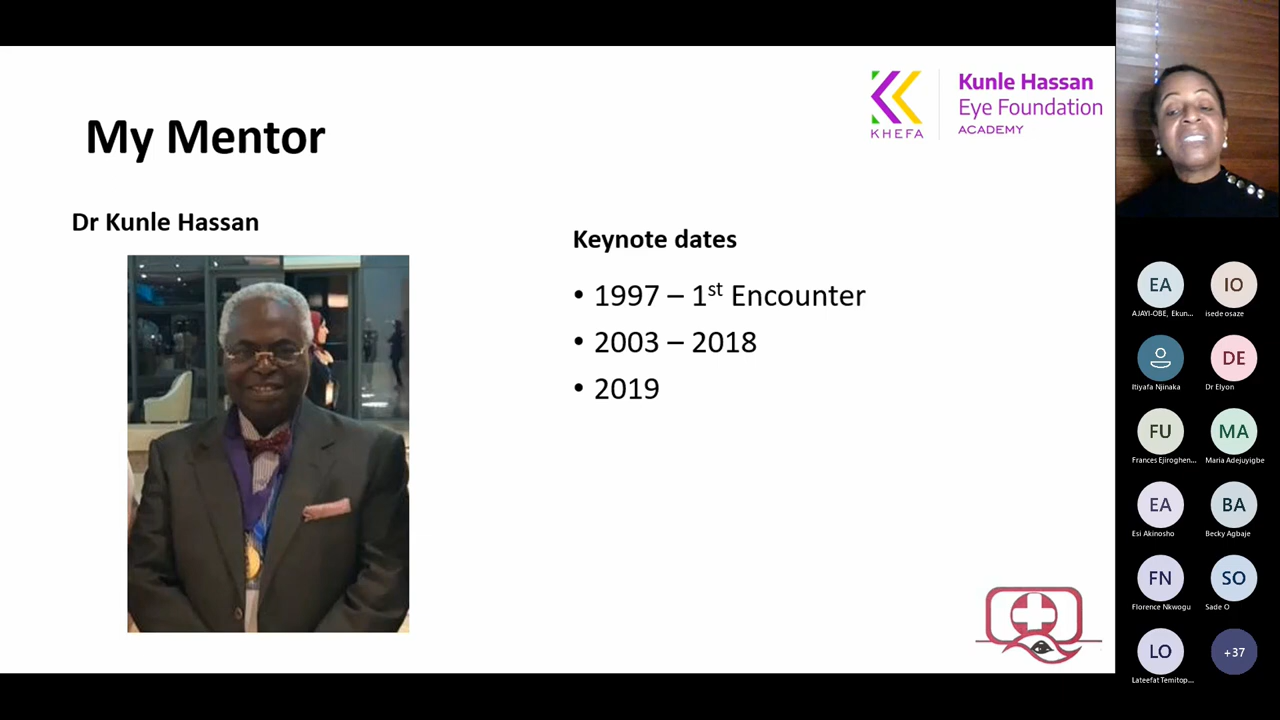 My Mentor
KHEFA
Kunle Hassan
Eye Foundation
ACADEMY
Dr Kunle Hassan
Keynote dates
• 1997 – 1st Encounter
• 2003 – 2018
• 2019
EA
IO
AJAYI-OBE, Ekun...
isede osaze
DE
Itiyafa Njinaka
Dr Elyon
FU
MA
Frances Ejiroghen...
Maria Adejuyigbe
EA
BA
Esi Akinosho
Becky Agbaje
FN
SO
Florence Nkwogu
Sade O
LO
+37
Lateefat Temitop...